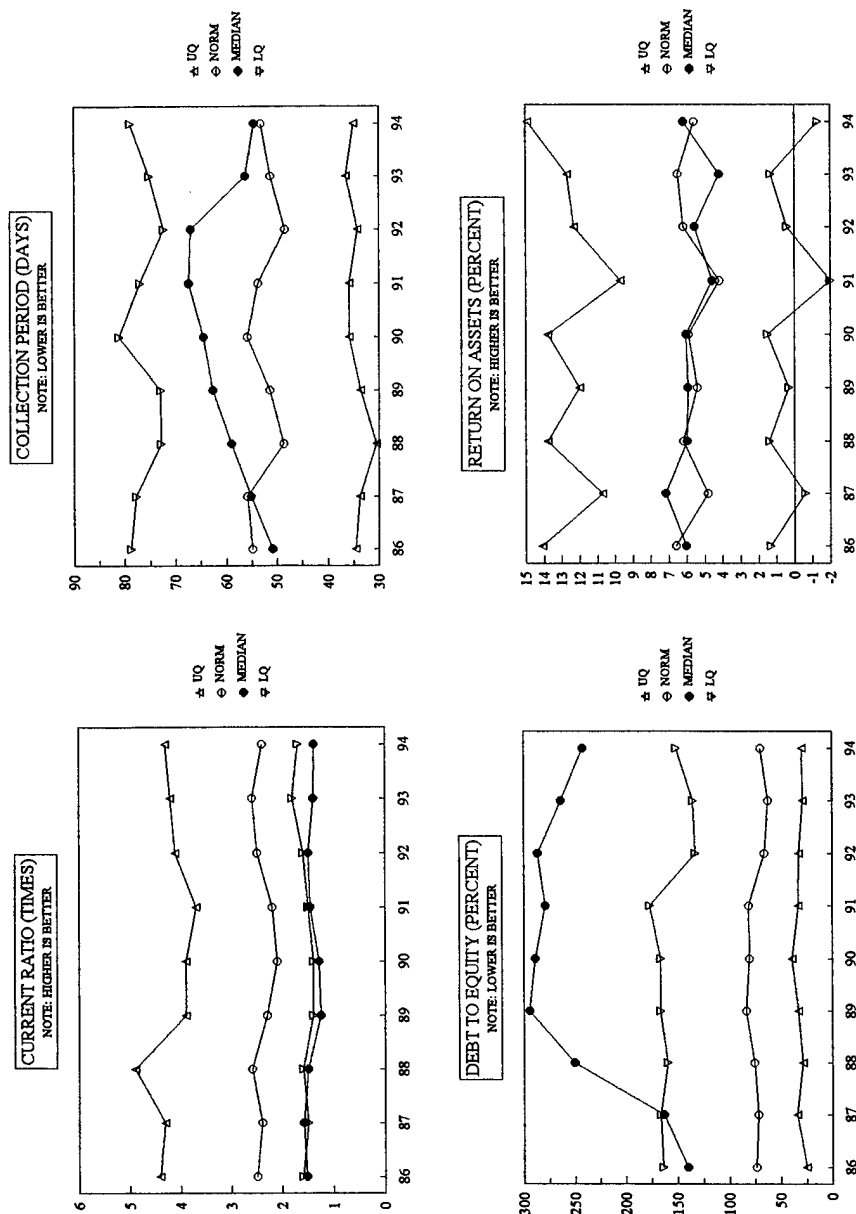 CURRENT RATIO (TIMES)
NOTE: HIGHER IS BETTER
6
5
4
3
2
1
0
86 87 88 89 90 91 92 93 94
UQ
NORM
MEDIAN
LQ
COLLECTION PERIOD (DAYS)
NOTE: LOWER IS BETTER
90
80
70
60
50
40
30
86 87 88 89 90 91 92 93 94
UQ
NORM
MEDIAN
LQ
DEBT TO EQUITY (PERCENT)
NOTE: LOWER IS BETTER
300
250
200
150
100
50
0
86 87 88 89 90 91 92 93 94
UQ
NORM
MEDIAN
LQ
RETURN ON ASSETS (PERCENT)
NOTE: HIGHER IS BETTER
15
14
13
12
11
10
9
8
7
6
5
4
3
2
1
0
-1
-2
86 87 88 89 90 91 92 93 94
UQ
NORM
MEDIAN
LQ